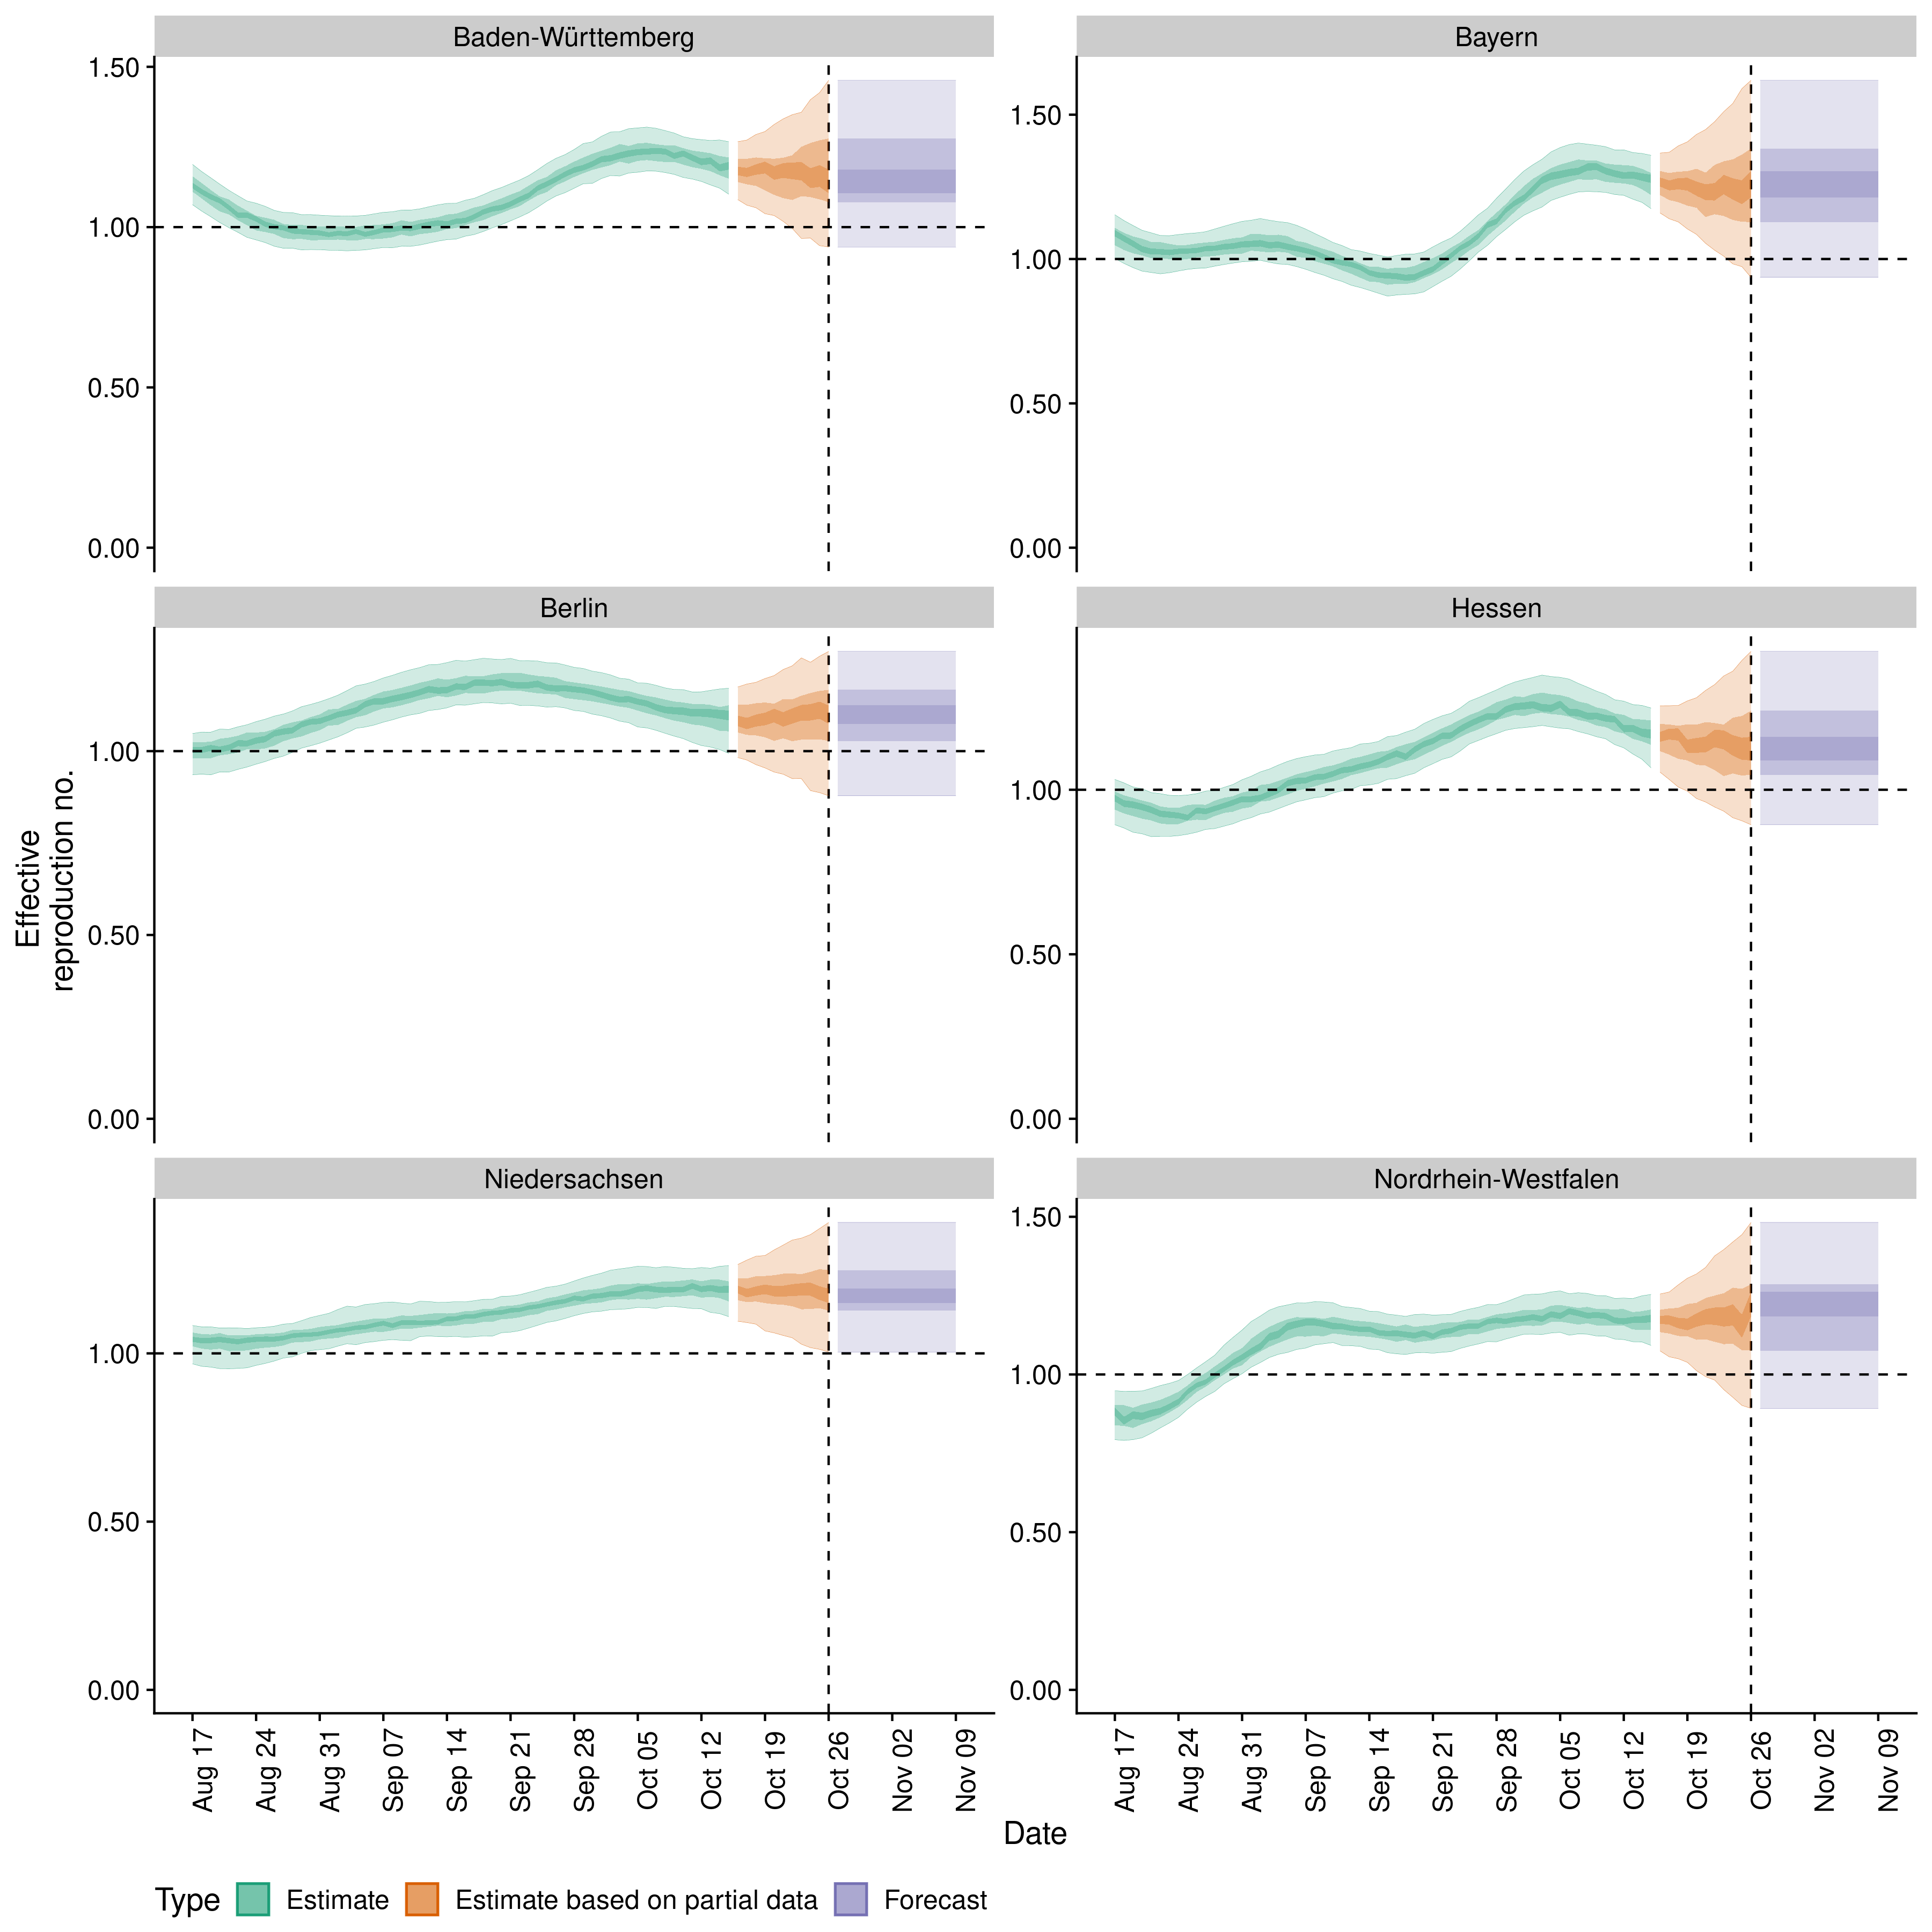 Baden-Württemberg
Bayern
1.50
1.00
0.50
0.00
1.50
1.00
0.50
0.00
Berlin
Hessen
1.00
0.50
0.00
1.00
0.50
0.00
Effective
reproduction no.
Niedersachsen
Nordrhein-Westfalen
1.00
0.50
0.00
1.50
1.00
0.50
0.00
Aug 17
Aug 24
Aug 31
Sep 07
Sep 14
Sep 21
Sep 28
Oct 05
Oct 12
Oct 19
Oct 26
Nov 02
Nov 09
Aug 17
Aug 24
Aug 31
Sep 07
Sep 14
Sep 21
Sep 28
Oct 05
Oct 12
Oct 19
Oct 26
Nov 02
Nov 09
Date
Type Estimate Estimate based on partial data Forecast